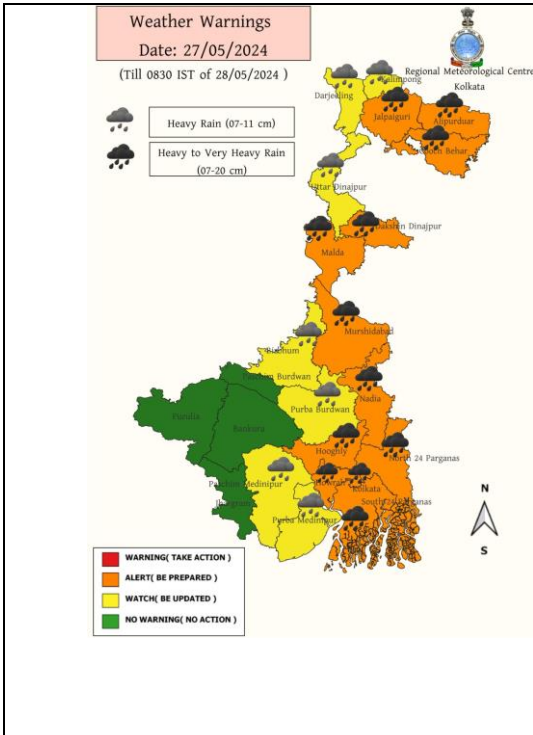 Weather Warnings
Date: 27/05/2024
(Till 0830 IST of 28/05/2024 )
Regional Meteorological Centre
Kolkata
Heavy Rain (07-11 cm)
Heavy to Very Heavy Rain
(07-20 cm)
Kalimpong
Darjeeling
Jalpaiguri
Alipurduar
Cooch Behar
Uttar Dinajpur
Dakshin Dinajpur
Malda
Murshidabad
Birbhum
Paschim Burdwan
Purba Burdwan
Nadia
Purulia
Bankura
Hooghly
North 24 Parganas
Paschim Medinipur
Howrah
Kolkata
Jhargram
South 24 Parganas
Purba Medinipur
N
S
WARNING( TAKE ACTION )
ALERT( BE PREPARED )
WATCH( BE UPDATED )
NO WARNING( NO ACTION )